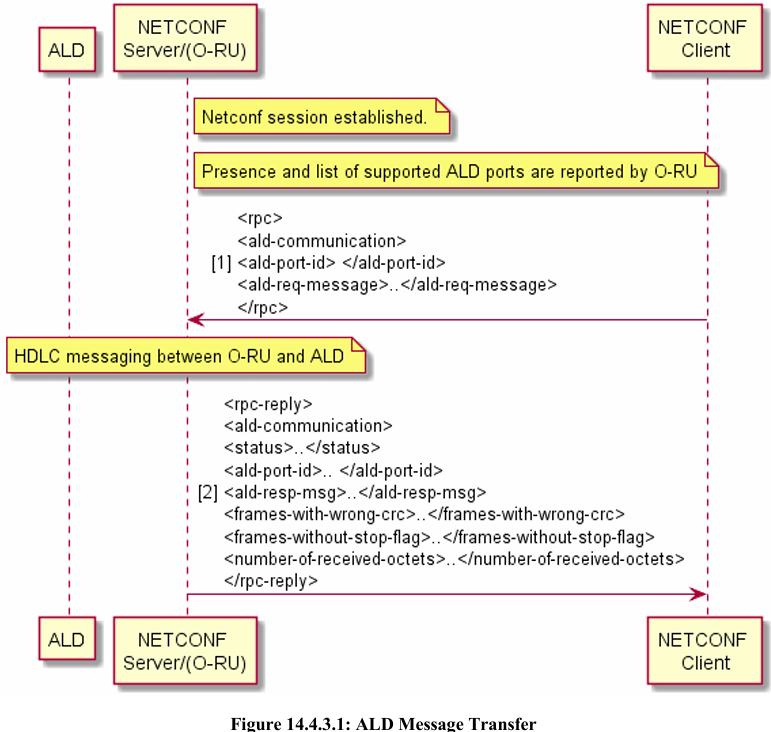 ALD
NETCONF
Server/(O-RU)
NETCONF
Client
Netconf session established.
Presence and list of supported ALD ports are reported by O-RU
<rpc>
<ald-communication>
[1] <ald-port-id> </ald-port-id>
<ald-req-message>..</ald-req-message>
</rpc>
HDLC messaging between O-RU and ALD
<rpc-reply>
<ald-communication>
<status>..</status>
<ald-port-id>.. </ald-port-id>
[2] <ald-resp-msg>..</ald-resp-msg>
<frames-with-wrong-crc>..</frames-with-wrong-crc>
<frames-without-stop-flag>..</frames-without-stop-flag>
<number-of-received-octets>..</number-of-received-octets>
</rpc-reply>
ALD
NETCONF
Server/(O-RU)
NETCONF
Client
Figure 14.4.3.1: ALD Message Transfer